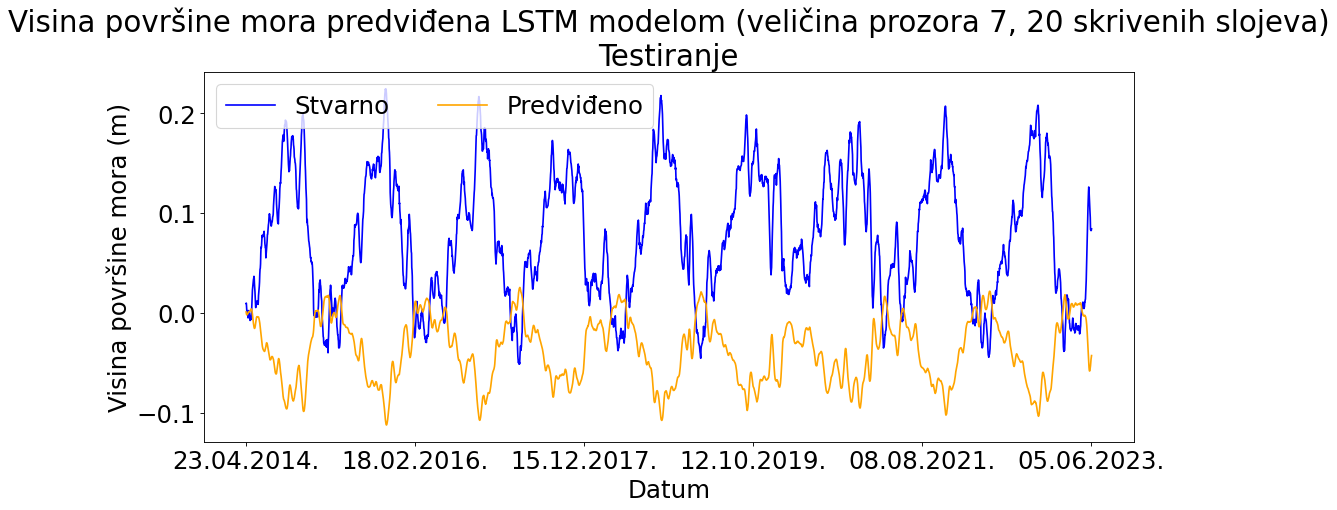 Visina površine mora predviđena LSTM modelom (veličina prozora 7, 20 skrivenih slojeva)
Testiranje
Stvarno Predviđeno
Visina površine mora (m)
0.2
0.1
0.0
−0.1
23.04.2014. 18.02.2016. 15.12.2017. 12.10.2019. 08.08.2021. 05.06.2023.
Datum